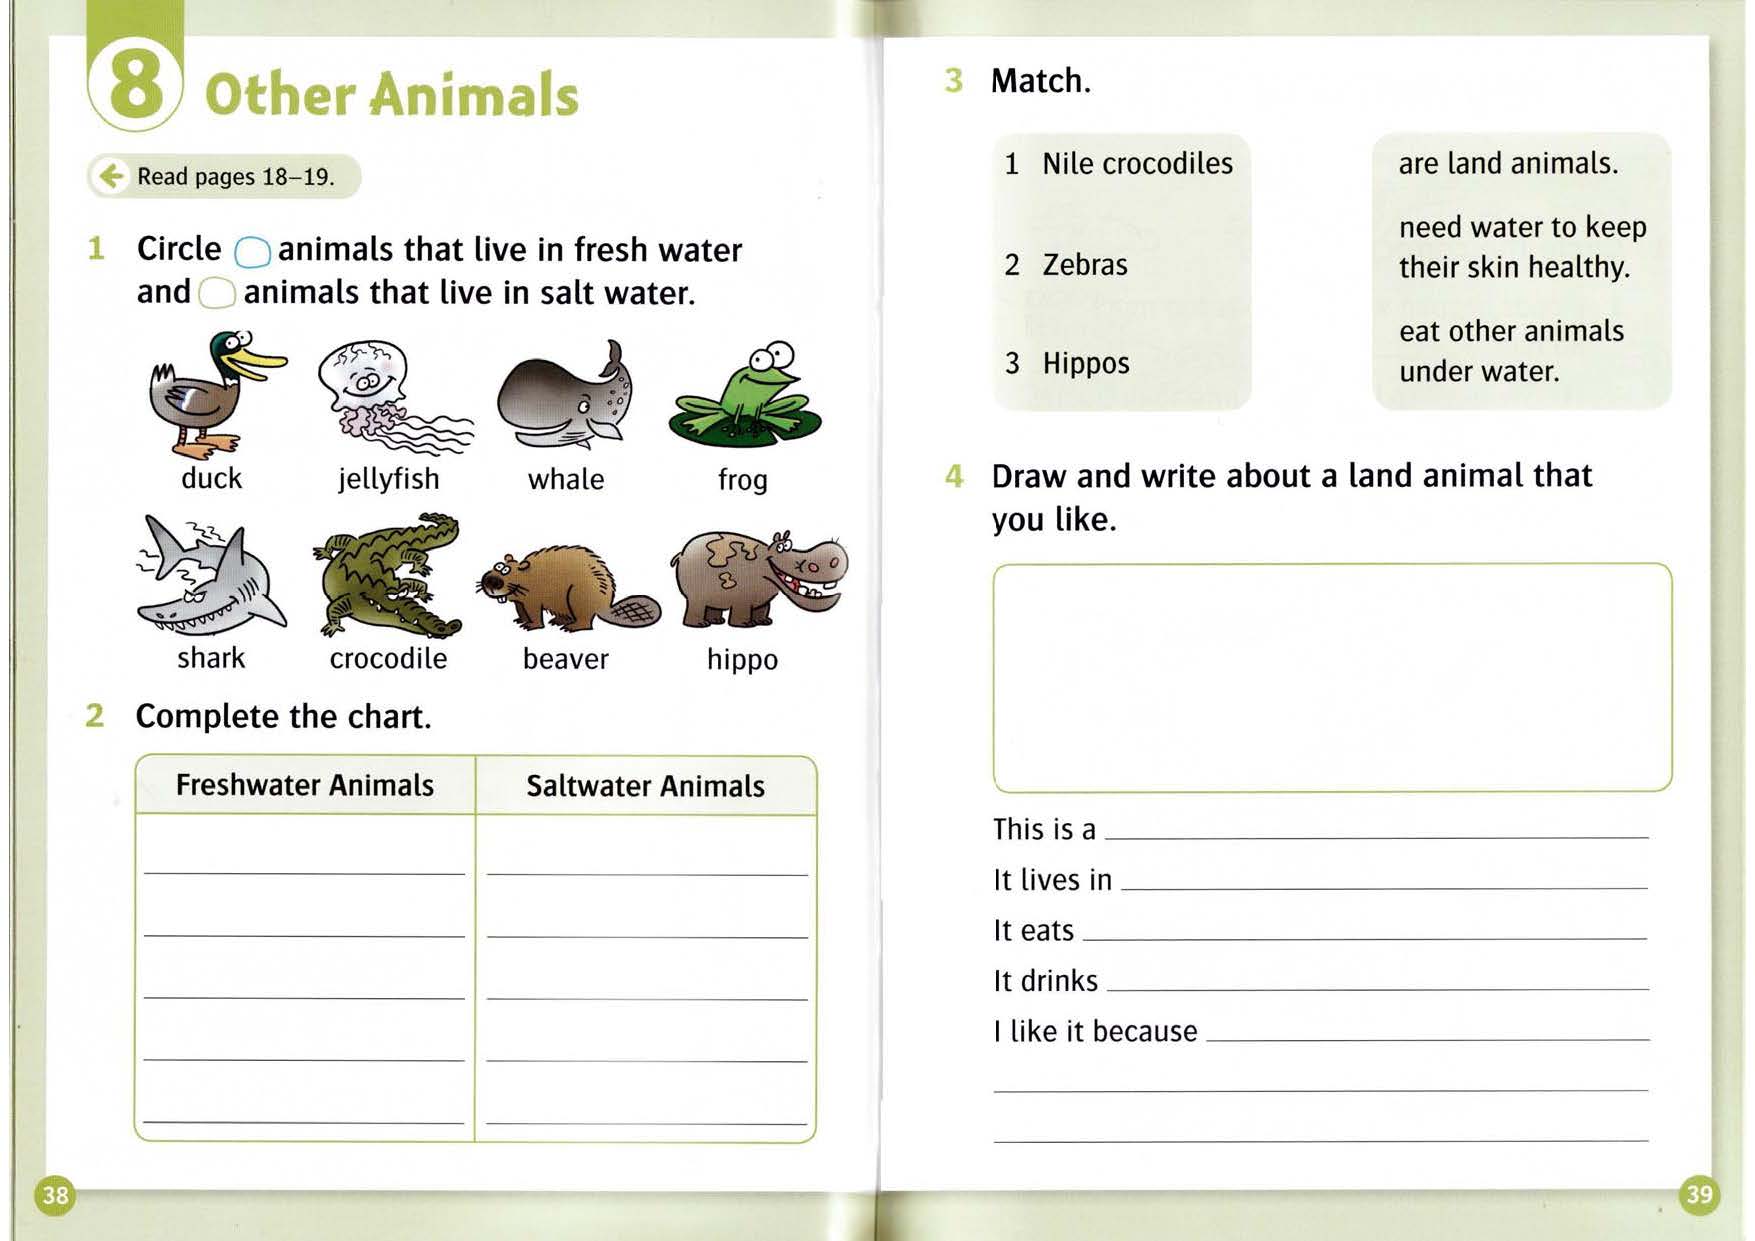 8 Other Animals
Read pages 18–19.
1 Circle animals that live in fresh water
and animals that live in salt water.
duck jellyfish whale frog
shark crocodile beaver hippo
2 Complete the chart.
Freshwater Animals Saltwater Animals
38
3 Match.
1 Nile crocodiles
2 Zebras
3 Hippos
are land animals.
need water to keep
their skin healthy.
eat other animals
under water.
4 Draw and write about a land animal that
you like.
This is a
It lives in
It eats
It drinks
I like it because
39